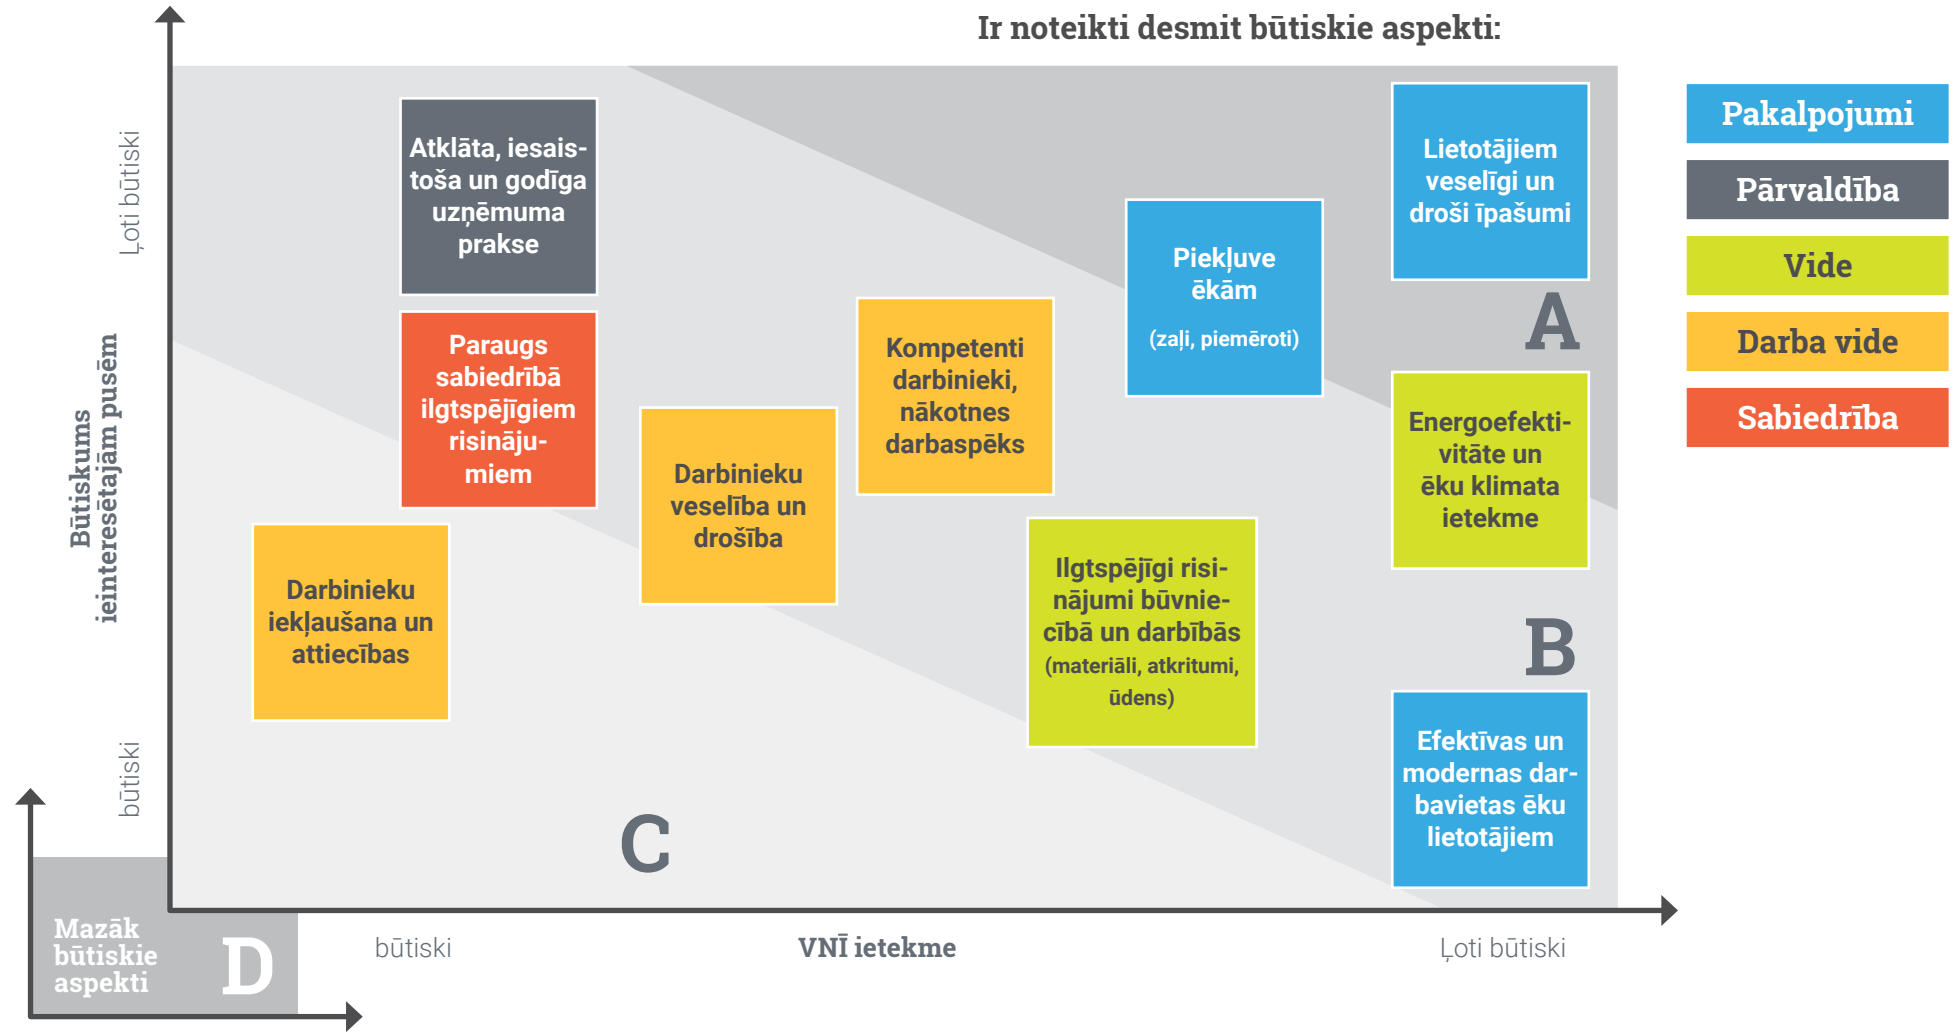 Ir noteikti desmit būtiskie aspekti:
Ļoti būtiski
būtiski
Būtiskums
ieinteresētajām pusēm
Atklāta, iesais-
toša un godīga
uzņēmuma
prakse
Paraugs
sabiedrībā
ilgtspējīgiem
risināju-
miem
Darbinieku
iekļaušana un
attiecības
Darbinieku
veselība un
drošība
Kompetenti
darbinieki,
nākotnes
darbaspēks
Piekļuve
ēkām
(zaļi, piemēroti)
Lietotājiem
veselīgi un
droši īpašumi
A
Energoefekti-
vitāte un
ēku klimata
ietekme
Ilgtspējīgi risi-
nājumi būvnie-
cībā un darbībās
(materiāli, atkritumi,
ūdens)
B
Efektīvas un
modernas dar-
bavietas ēku
lietotājiem
C
Mazāk
būtiskie
aspekti
D
būtiski
VNĪ ietekme
Ļoti būtiski
Pakalpojumi
Pārvaldība
Vide
Darba vide
Sabiedrība